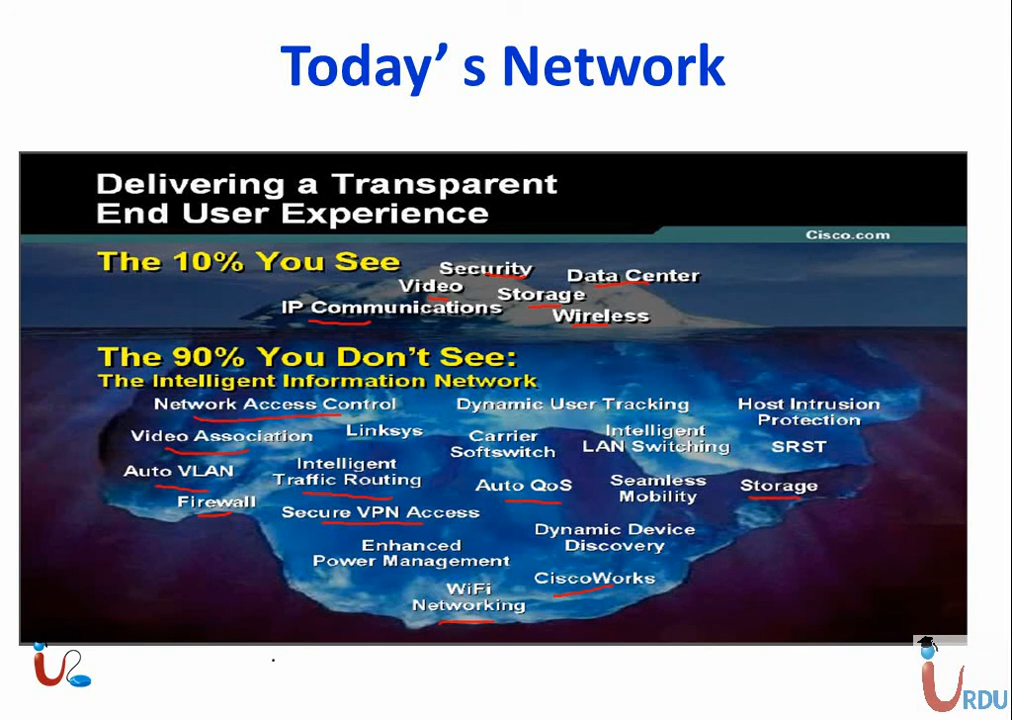 Today’ s Network
Delivering a Transparent
End User Experience
Cisco.com
The 10% You See
Security
Data Center
Video
Storage
IP Communications
Wireless
The 90% You Don't See:
The Intelligent Information Network
Network Access Control
Dynamic User Tracking
Host Intrusion
Protection
Video Association
Linksys
Carrier
Softswitch
Intelligent
LAN Switching
SRST
Auto VLAN
Intelligent
Traffic Routing
Auto QoS
Seamless
Mobility
Storage
Firewall
Secure VPN Access
Dynamic Device
Discovery
Enhanced
Power Management
CiscoWorks
WiFi
Networking
iURDU